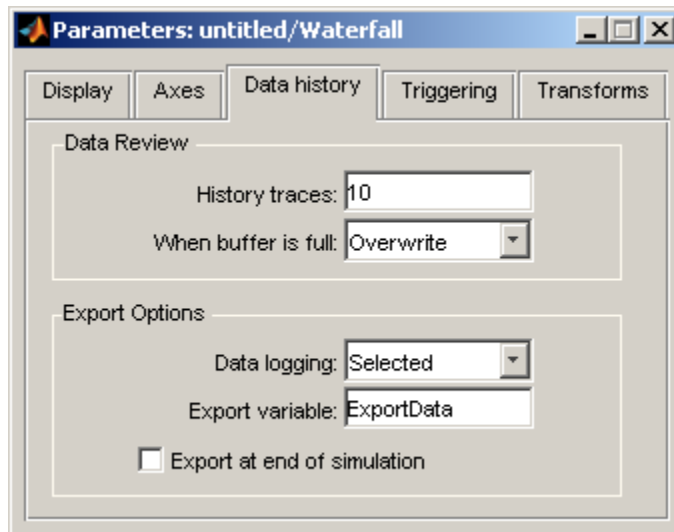 Parameters: untitled/Waterfall
Display Axes Data history Triggering Transforms
Data Review
History traces: 10
When buffer is full: Overwrite
Export Options
Data logging: Selected
Export variable: ExportData
Export at end of simulation